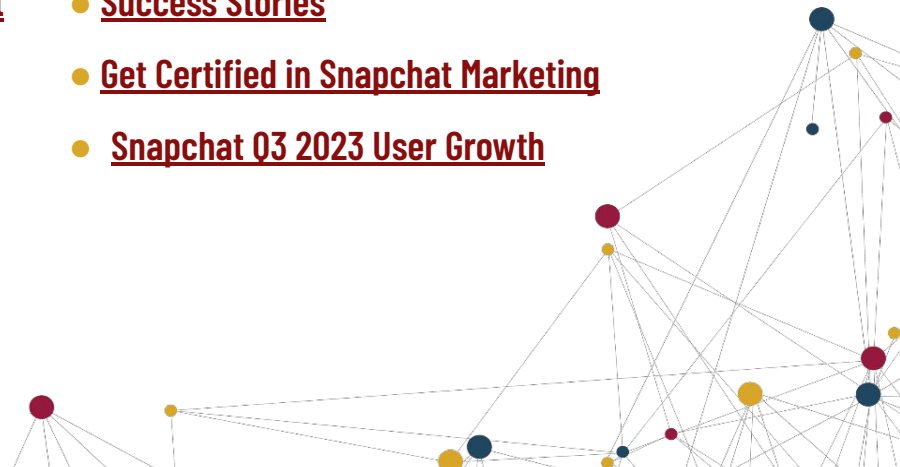 Success Stories
Get Certified in Snapchat Marketing
Snapchat Q3 2023 User Growth